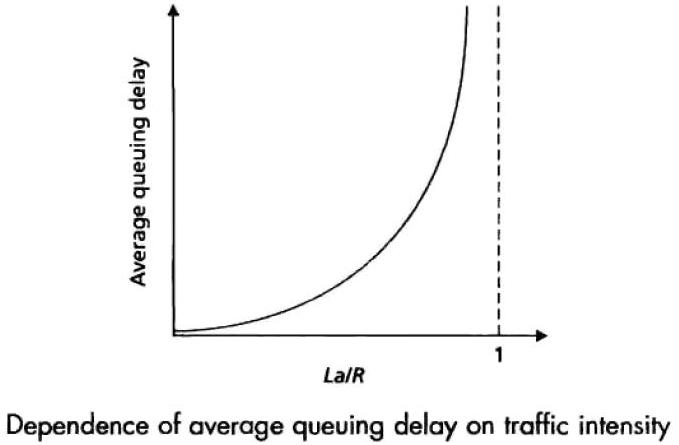 Average queuing delay
1
La/R
Dependence of average queuing delay on traffic intensity